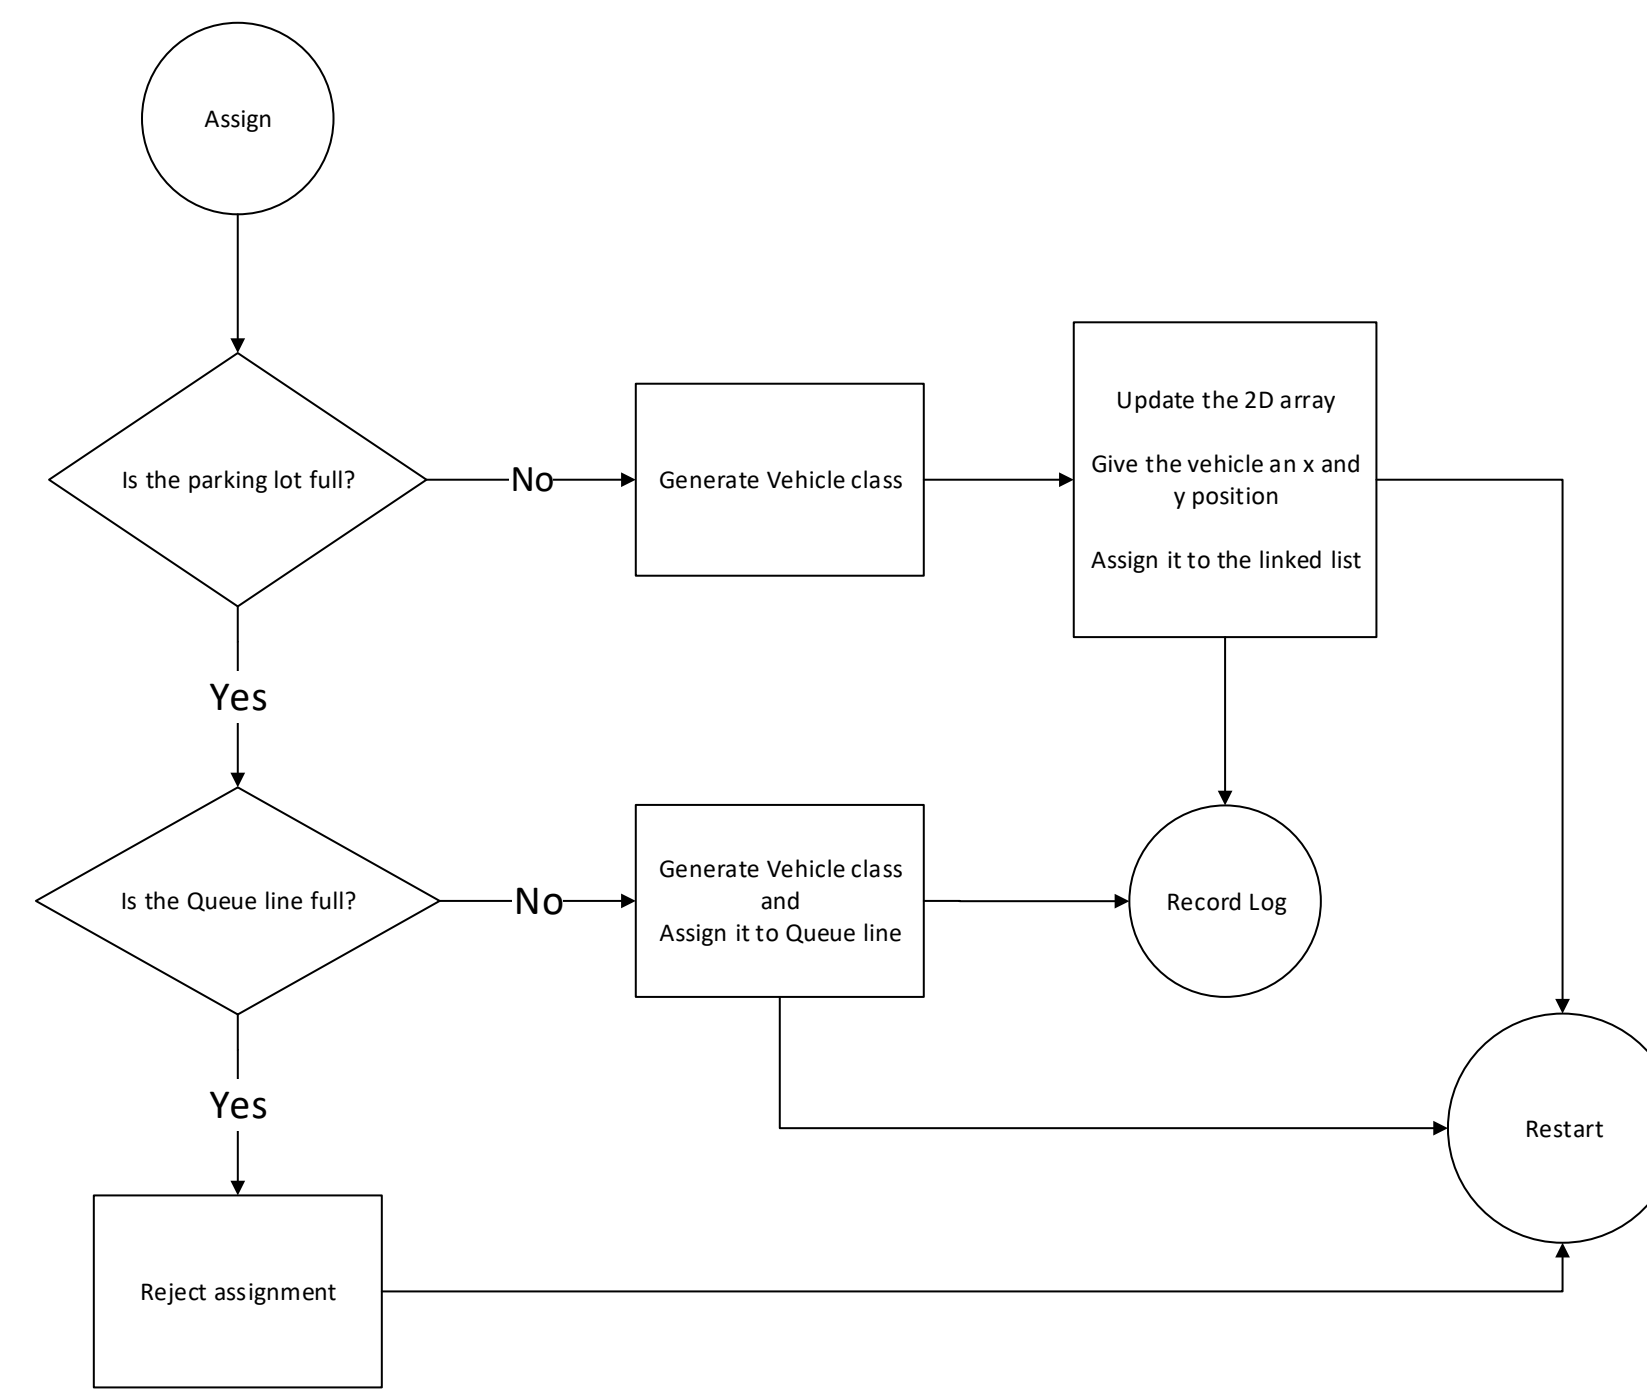 Assign
Is the parking lot full?
No
Generate Vehicle class
Update the 2D array
Give the vehicle an x and
y position
Assign it to the linked list
Yes
Is the Queue line full?
No
Generate Vehicle class
and
Assign it to Queue line
Record Log
Yes
Restart
Reject assignment